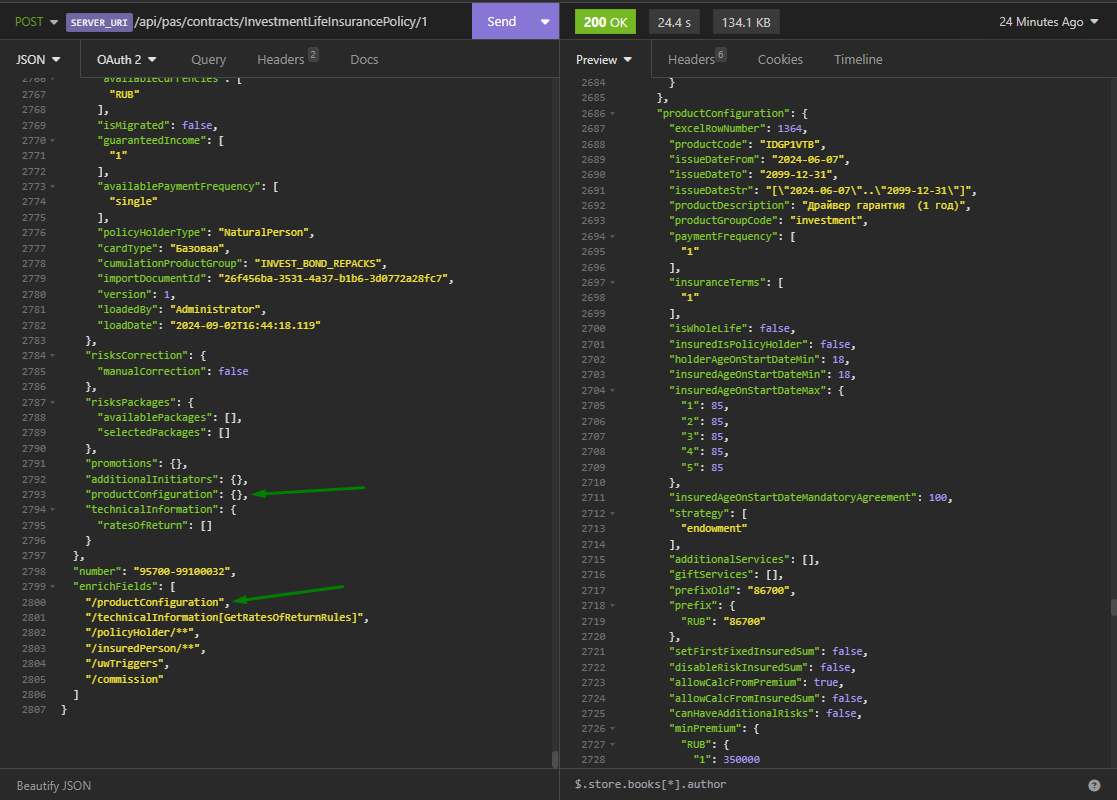 POST SERVER_URI /api/pas/contracts/InvestmentLifeInsurancePolicy/1 Send
200 OK 24.4 s 134.1 KB 24 Minutes Ago
JSON OAuth 2 Query Headers 2 Docs
Preview Headers 6 Cookies Timeline
2766 "availableCurrencies": [
2767 "RUB"
2768 ],
2769 "isMigrated": false,
2770 "guaranteedIncome": [
2771 "1"
2772 ],
2773 "availablePaymentFrequency": [
2774 "single"
2775 ],
2776 "policyHolderType": "NaturalPerson",
2777 "cardType": "Базовая",
2778 "cumulationProductGroup": "INVEST_BOND_REPACKS",
2779 "importDocumentId": "26f456ba-3531-4a37-b1b6-3d0772a28fc7",
2780 "version": 1,
2781 "loadedBy": "Administrator",
2782 "loadDate": "2024-09-02T16:44:18.119"
2783 },
2784 "risksCorrection": {
2785 "manualCorrection": false
2786 },
2787 "risksPackages": {
2788 "availablePackages": [],
2789 "selectedPackages": []
2790 },
2791 "promotions": {},
2792 "additionalInitiators": {},
2793 "productConfiguration": {},
2794 "technicalInformation": {
2795 "ratesOfReturn": []
2796 }
2797 },
2798 "number": "95700-99100032",
2799 "enrichFields": [
2800 "/productConfiguration",
2801 "/technicalInformation[GetRatesOfReturnRules]",
2802 "/policyHolder/**",
2803 "/insuredPerson/**",
2804 "/uwTriggers",
2805 "/commission"
2806 ]
2807 }
Beautify JSON
2684 }
2685 },
2686 "productConfiguration": {
2687 "excelRowNumber": 1364,
2688 "productCode": "IDGP1VTB",
2689 "issueDateFrom": "2024-06-07",
2690 "issueDateTo": "2099-12-31",
2691 "issueDateStr": "[\"2024-06-07\"..\"2099-12-31\"]",
2692 "productDescription": "Драйвер гарантия  (1 год)",
2693 "productGroupCode": "investment",
2694 "paymentFrequency": [
2695 "1"
2696 ],
2697 "insuranceTerms": [
2698 "1"
2699 ],
2700 "isWholeLife": false,
2701 "insuredIsPolicyHolder": false,
2702 "holderAgeOnStartDateMin": 18,
2703 "insuredAgeOnStartDateMin": 18,
2704 "insuredAgeOnStartDateMax": {
2705 "1": 85,
2706 "2": 85,
2707 "3": 85,
2708 "4": 85,
2709 "5": 85
2710 },
2711 "insuredAgeOnStartDateMandatoryAgreement": 100,
2712 "strategy": [
2713 "endowment"
2714 ],
2715 "additionalServices": [],
2716 "giftServices": [],
2717 "prefixOld": "86700",
2718 "prefix": {
2719 "RUB": "86700"
2720 },
2721 "setFirstFixedInsuredSum": false,
2722 "disableRiskInsuredSum": false,
2723 "allowCalcFromPremium": true,
2724 "allowCalcFromInsuredSum": false,
2725 "canHaveAdditionalRisks": false,
2726 "minPremium": {
2727 "RUB": {
2728 "1": 350000
$.store.books[*].author ?